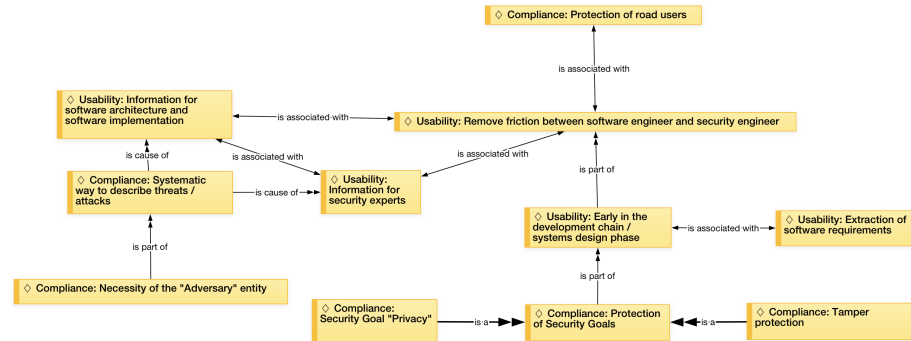 ◇ Compliance: Protection of road users
is associated with
◇ Usability: Information for
software architecture and
software implementation
is associated with
◇ Usability: Remove friction between software engineer and security engineer
is cause of
is associated with
is associated with
◇ Compliance: Systematic
way to describe threats /
attacks
is cause of
◇ Usability:
Information for
security experts
is part of
◇ Usability: Early in the
development chain /
systems design phase
is associated with
◇ Usability: Extraction of
software requirements
is part of
◇ Compliance: Necessity of the "Adversary" entity
is part of
◇ Compliance:
Security Goal "Privacy"
is a
◇ Compliance: Protection
of Security Goals
is a
◇ Compliance: Tamper
protection